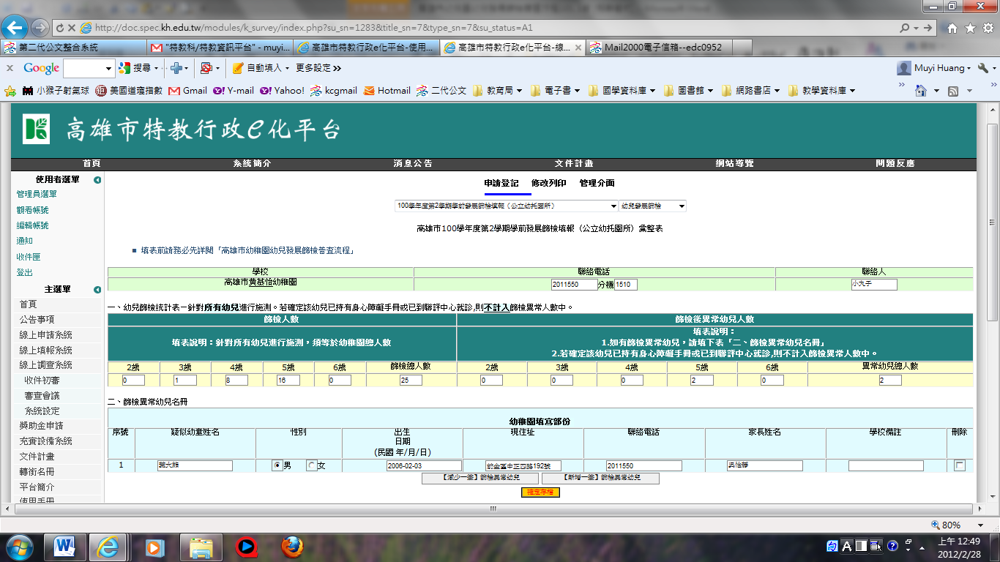 http://doc.spec.kh.edu.tw/modules/k_survey/index.php?su_sn=1283&title_sn=7&type_sn=7&su_status=A1
第二代公文整合系統
"特教科/特教資訊平台" - muyi...
高雄市特教行政e化平台-使用...
高雄市特教行政e化平台-線...
Mail2000電子信箱--edc0952
x Google 搜尋 自動填入 更多設定 » Muyi Huang
小猴子射氣球 美國道瓊指數 Gmail Y-mail Yahoo! kcgmail Hotmail 二代公文 教育局 電子書 國學資料庫 圖書館 網路書店 教學資料庫
高雄市特教行政e化平台
首頁 系統簡介 消息公告 文件計畫 網站導覽 問題反應
使用者選單
管理員選單
觀看帳號
編輯帳號
通知
收件匣
登出
主選單
首頁
公告事項
線上申請系統
線上填報系統
線上調查系統
收件初審
審查會議
系統設定
獎助金申請
充實設備系統
文件計畫
轉銜名冊
平台簡介
使用手冊
申請登記 修改列印 管理介面
100學年度第2學期學前發展篩檢填報（公立幼托園所） 幼兒發展篩檢
高雄市100學年度第2學期學前發展篩檢填報（公立幼托園所）彙整表
填表前請務必先詳閱「高雄市幼稚園幼兒發展篩檢普查流程」
學校 聯絡電話 聯絡人
高雄市黃基怡幼稚園 2011550 分機 1510 小丸子
一、幼兒篩檢統計表－針對所有幼兒進行施測。若確定該幼兒已持有身心障礙手冊或已到聯評中心就診,則不計入篩檢異常人數中。
篩檢人數 篩檢後異常幼兒人數
填表說明：針對所有幼兒進行施測，須等於幼稚園總人數
填表說明：
1.如有篩檢異常幼兒，請填下表「二、篩檢異常幼兒名冊」
2.若確定該幼兒已持有身心障礙手冊或已到聯評中心就診,則不計入篩檢異常人數中。
2歲 3歲 4歲 5歲 6歲 篩檢總人數 2歲 3歲 4歲 5歲 6歲 異常幼兒總人數
0 1 8 16 0 25 0 0 0 2 0 2
二、篩檢異常幼兒名冊
幼稚園填寫部份
序號 疑似幼童姓名 性別 出生 現住址 聯絡電話 家長姓名 學校備註 刪除
日期
(民國 年/月/日)
1 葉大雄 男 女 2006-02-03 前金區中正四路192號 2011550 吳怡靜
【減少一筆】篩檢異常幼兒 【新增一筆】篩檢異常幼兒
確定存檔
80%
上午 12:49
2012/2/28